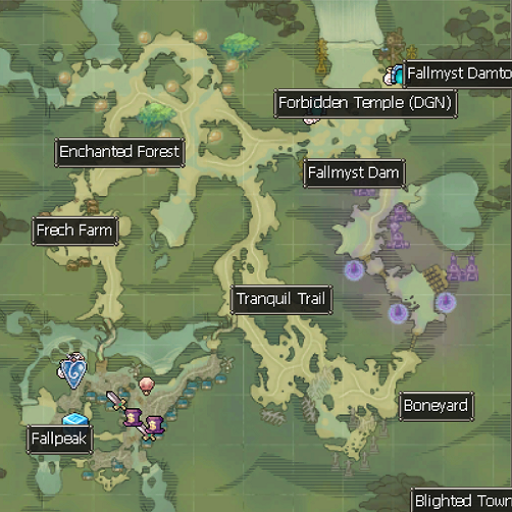 Fallmyst Damto
Forbidden Temple (DGN)
Enchanted Forest
Fallmyst Dam
Frech Farm
Tranquil Trail
Boneyard
Fallpeak
Blighted Town